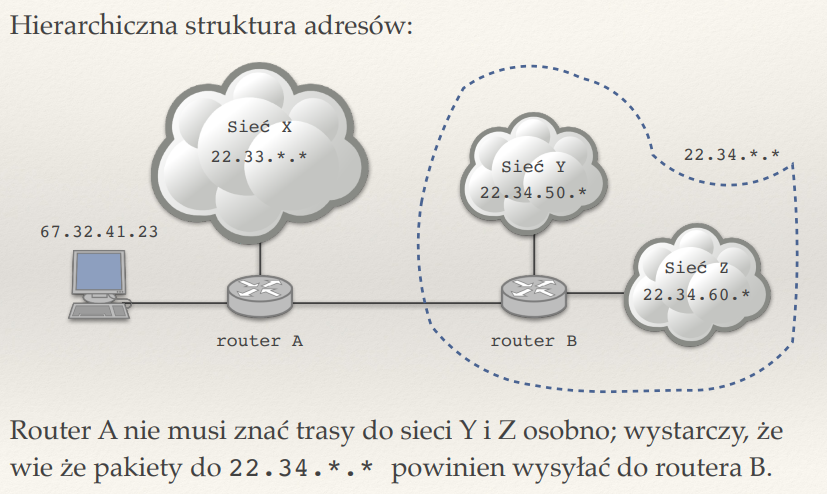 Hierarchiczna struktura adresów:
Sieć X
22.33.*.*
22.34.*.*
Sieć Y
22.34.50.*
67.32.41.23
Sieć Z
22.34.60.*
router A
router B
Router A nie musi znać trasy do sieci Y i Z osobno; wystarczy, że
wie że pakiety do 22.34.*.* powinien wysyłać do routera B.